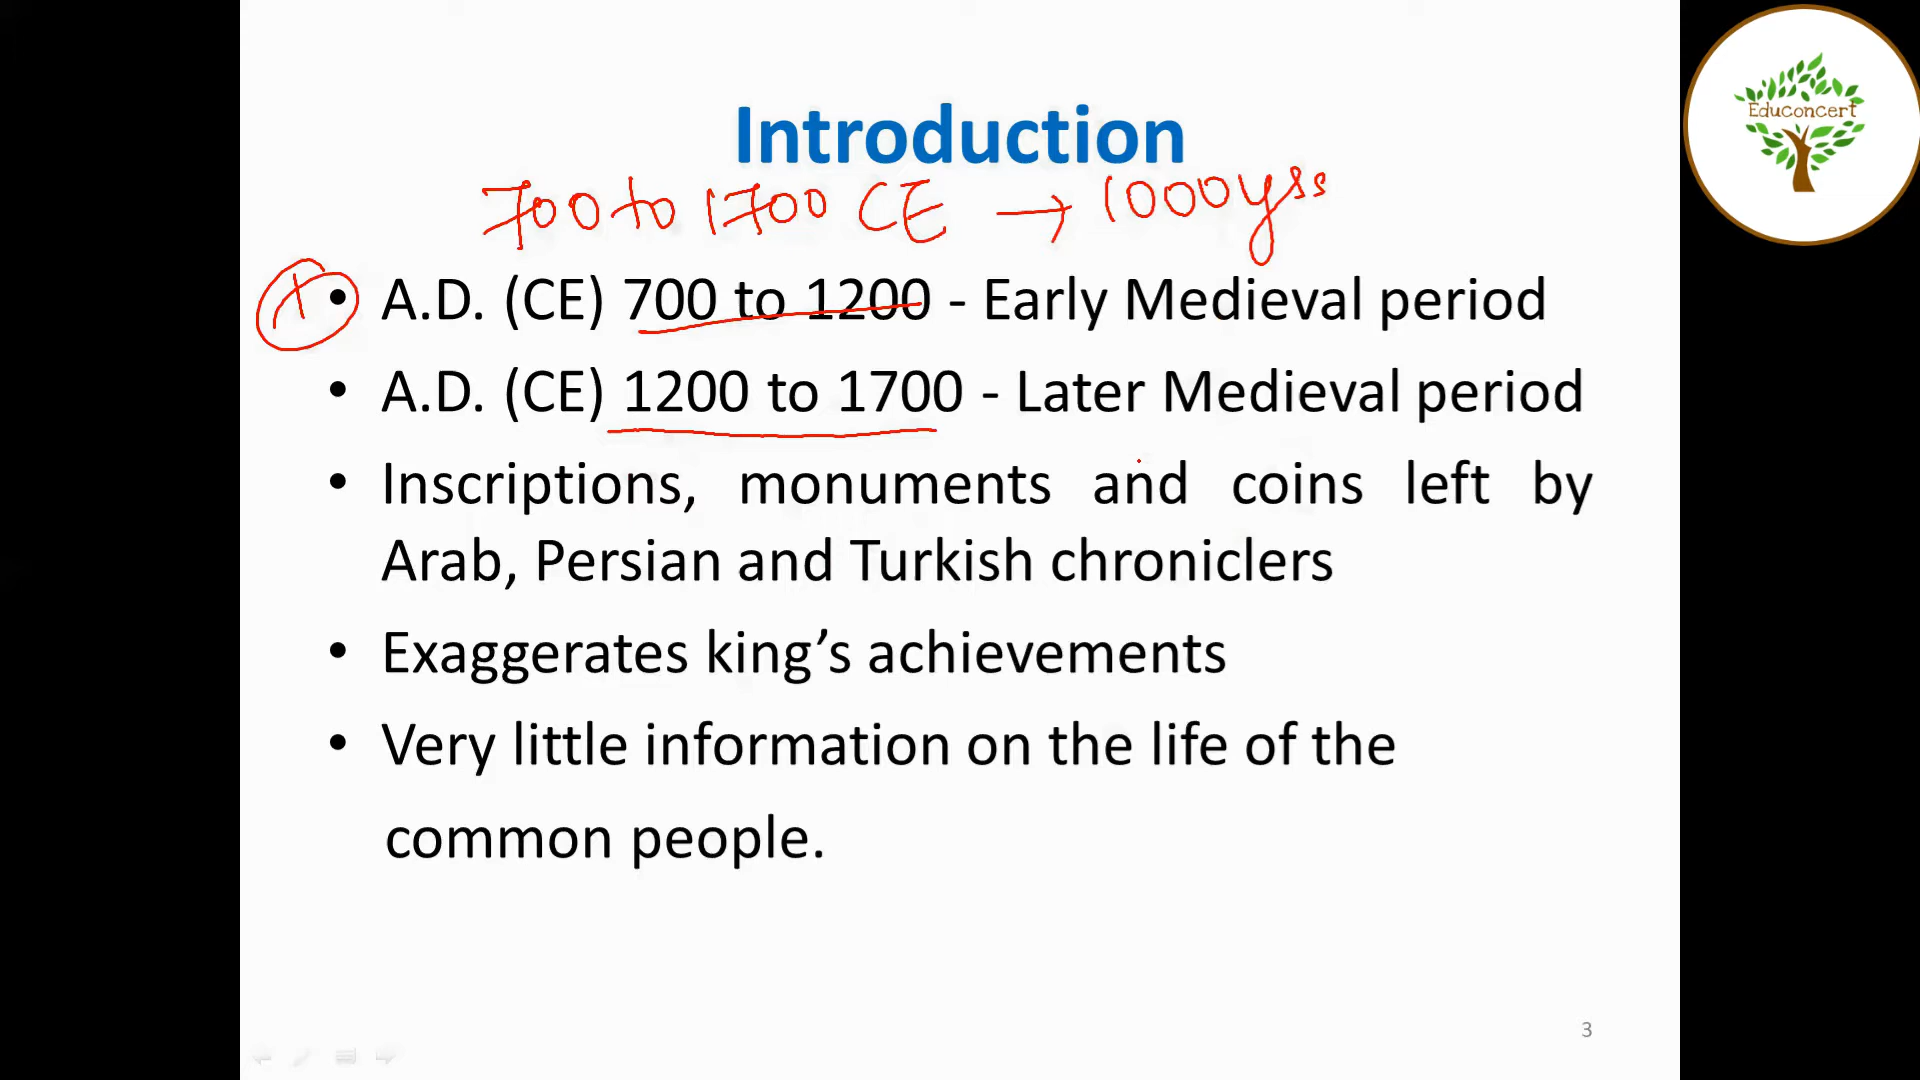 Educoncert
Introduction
700 to 1700 CE → 1000 yrs
• A.D. (CE) 700 to 1200 - Early Medieval period
• A.D. (CE) 1200 to 1700 - Later Medieval period
• Inscriptions, monuments and coins left by
Arab, Persian and Turkish chroniclers
• Exaggerates king’s achievements
• Very little information on the life of the
common people.
3